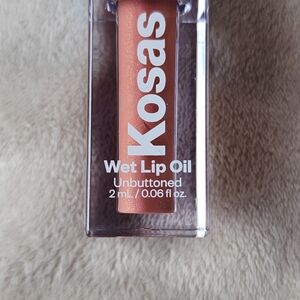 Kosas
Wet Lip Oil
Unbuttoned
2 mL / 0.06 fl oz.